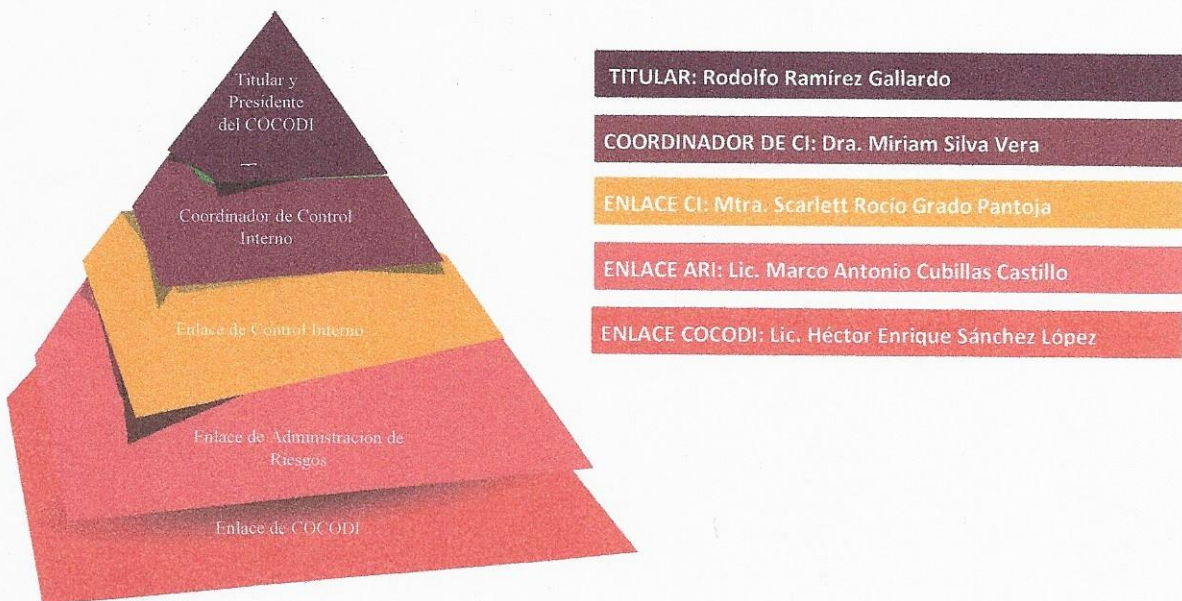 Titular y
Presidente
del COCODI
Coordinador de Control
Interno
Enlace de Control Interno
Enlace de Administración de
Riesgos
Enlace de COCODI
TITULAR: Rodolfo Ramírez Gallardo
COORDINADOR DE CI: Dra. Miriam Silva Vera
ENLACE CI: Mtra. Scarlett Rocío Grado Pantoja
ENLACE ARI: Lic. Marco Antonio Cubillas Castillo
ENLACE COCODI: Lic. Héctor Enrique Sánchez López